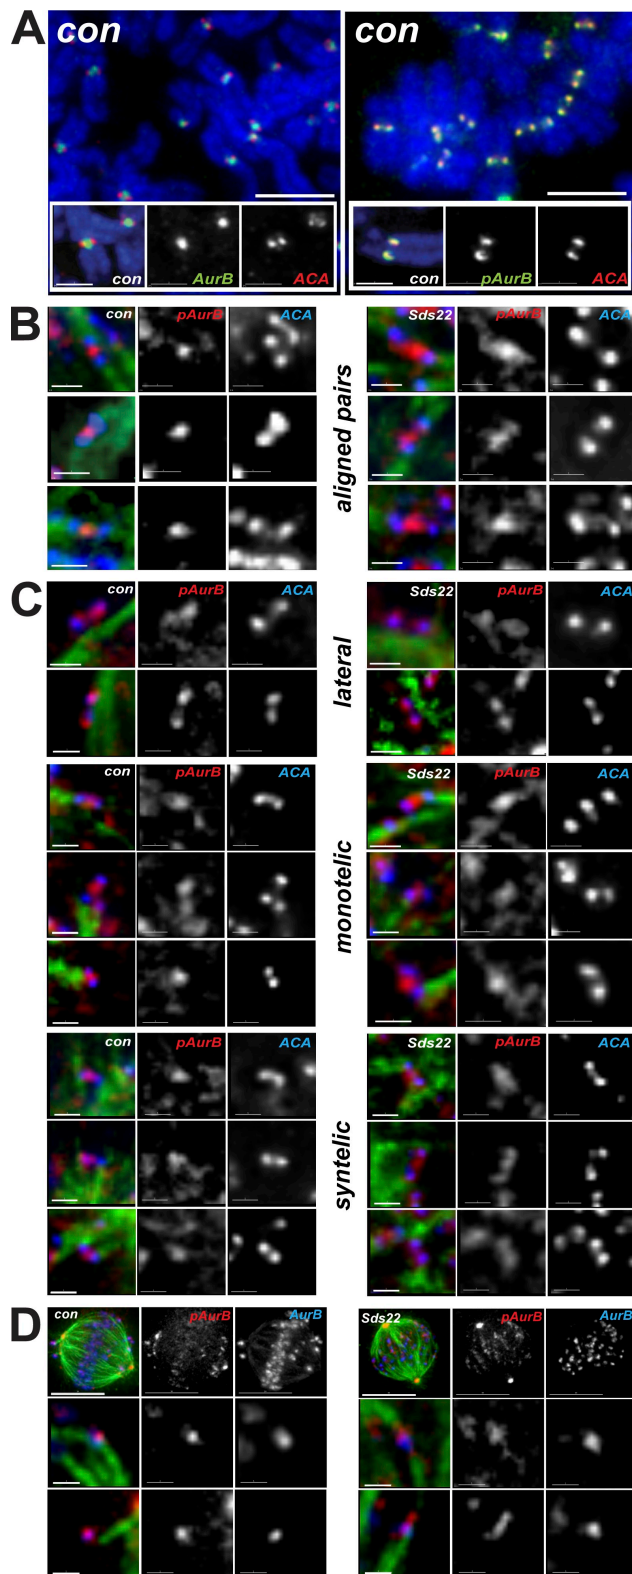 A
con
con
con
AurB
ACA
con
pAurB
ACA
B
con
pAurB
ACA
aligned pairs
Sds22
pAurB
ACA
C
con
pAurB
ACA
lateral
Sds22
pAurB
ACA
con
pAurB
ACA
monotelic
Sds22
pAurB
ACA
con
pAurB
ACA
syntelic
Sds22
pAurB
ACA
D
con
pAurB
AurB
Sds22
pAurB
AurB